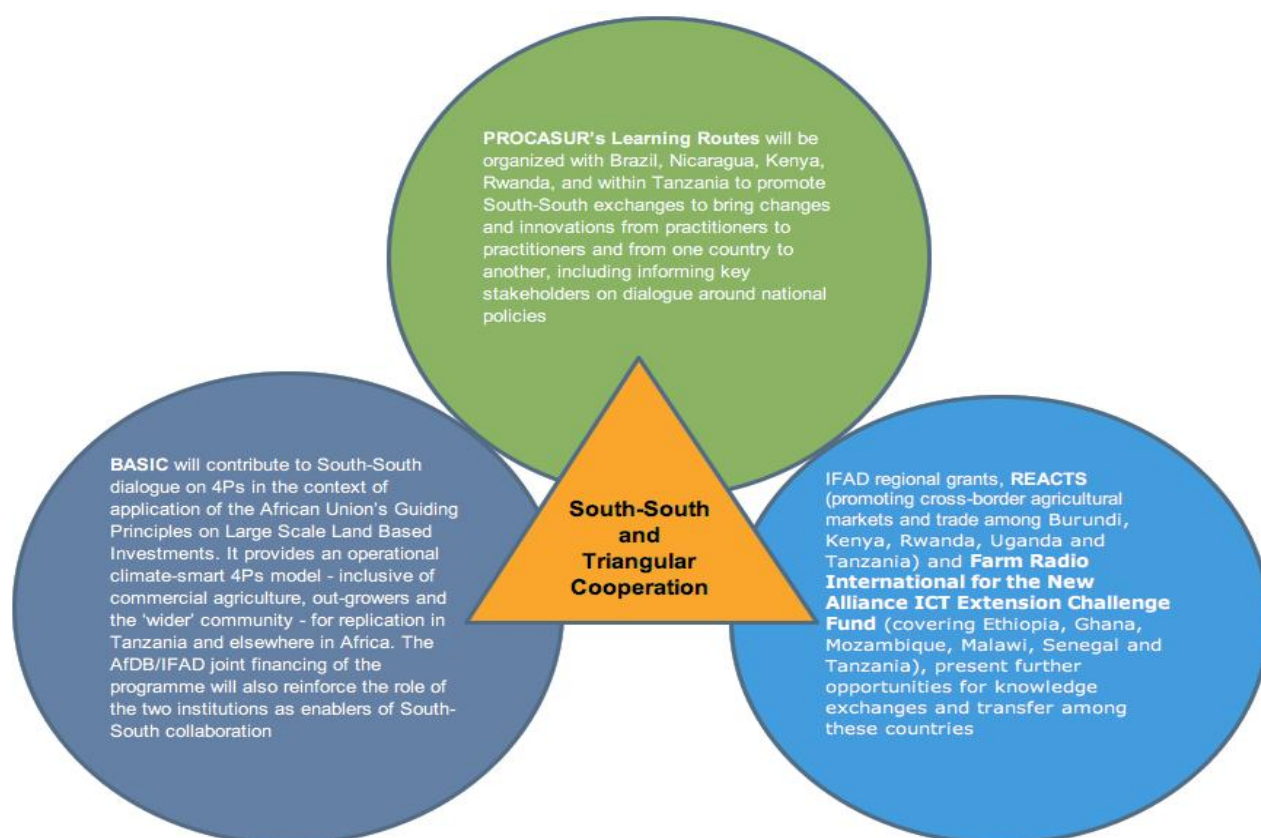 PROCASUR's Learning Routes will be
organized with Brazil, Nicaragua, Kenya,
Rwanda, and within Tanzania to promote
South-South exchanges to bring changes
and innovations from practitioners to
practitioners and from one country to
another, including informing key
stakeholders on dialogue around national
policies
BASIC will contribute to South-South
dialogue on 4Ps in the context of
application of the African Union's Guiding
Principles on Large Scale Land Based
Investments. It provides an operational
climate-smart 4Ps model - inclusive of
commercial agriculture, out-growers and
the 'wider' community - for replication in
Tanzania and elsewhere in Africa. The
AfDB/IFAD joint financing of the
programme will also reinforce the role of
the two institutions as enablers of South-
South collaboration
South-South
and
Triangular
Cooperation
IFAD regional grants, REACTS
(promoting cross-border agricultural
markets and trade among Burundi,
Kenya, Rwanda, Uganda and
Tanzania) and Farm Radio
International for the New
Alliance ICT Extension Challenge
Fund (covering Ethiopia, Ghana,
Mozambique, Malawi, Senegal and
Tanzania), present further
opportunities for knowledge
exchanges and transfer among
these countries